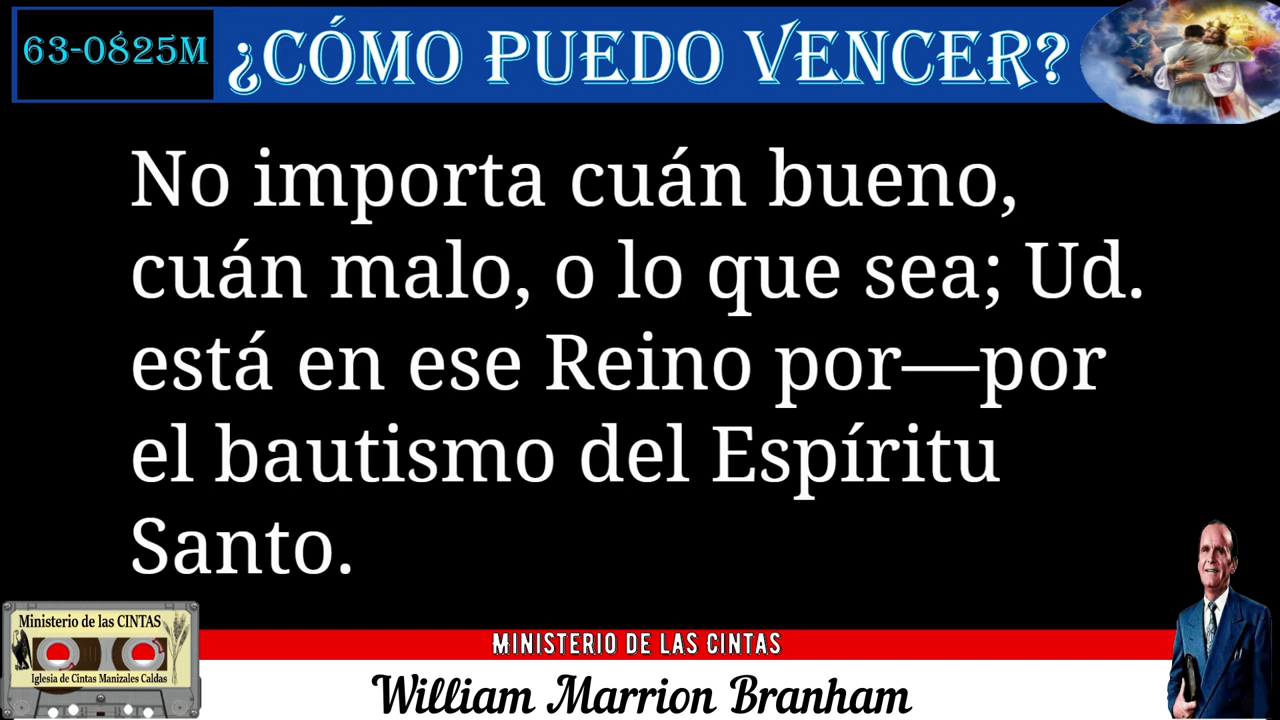 63-0825M
¿CÓMO PUEDO VENCER?
No importa cuán bueno,
cuán malo, o lo que sea; Ud.
está en ese Reino por—por
el bautismo del Espíritu
Santo.
Ministerio de las CINTAS
Iglesia de Cintas Manizales Caldas
MINISTERIO DE LAS CINTAS
William Marrion Branham